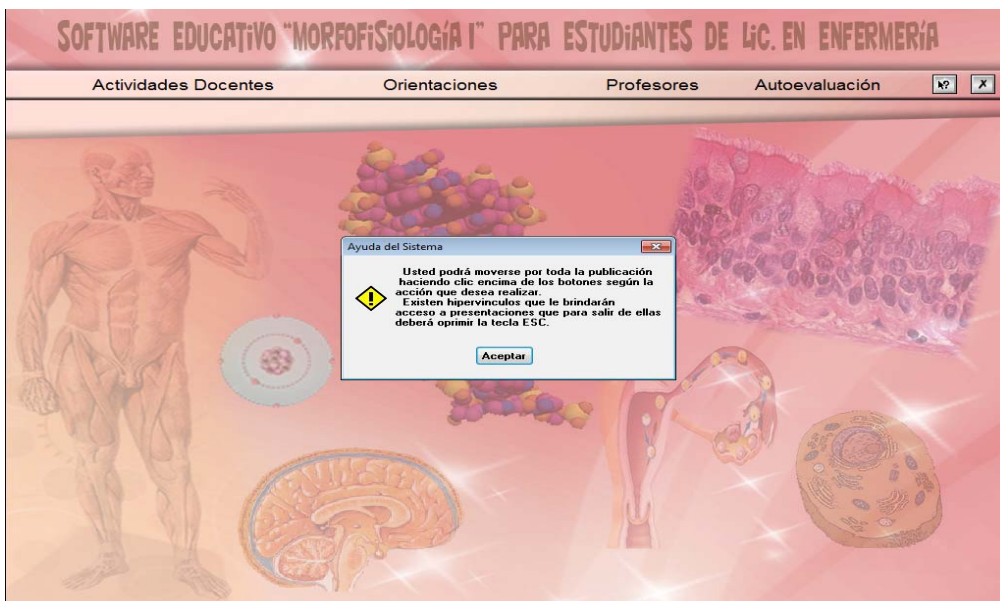 SOFTWARE EDUCATiVO "MORFOFiSiOLOGíA I" PARA ESTUDiANTES DE LiC. EN ENFERMERíA
Actividades Docentes Orientaciones Profesores Autoevaluación
Ayuda del Sistema
Usted podrá moverse por toda la publicación
haciendo clic encima de los botones según la
acción que desea realizar.
Existen hipervinculos que le brindarán
acceso a presentaciones que para salir de ellas
deberá oprimir la tecla ESC.
Aceptar